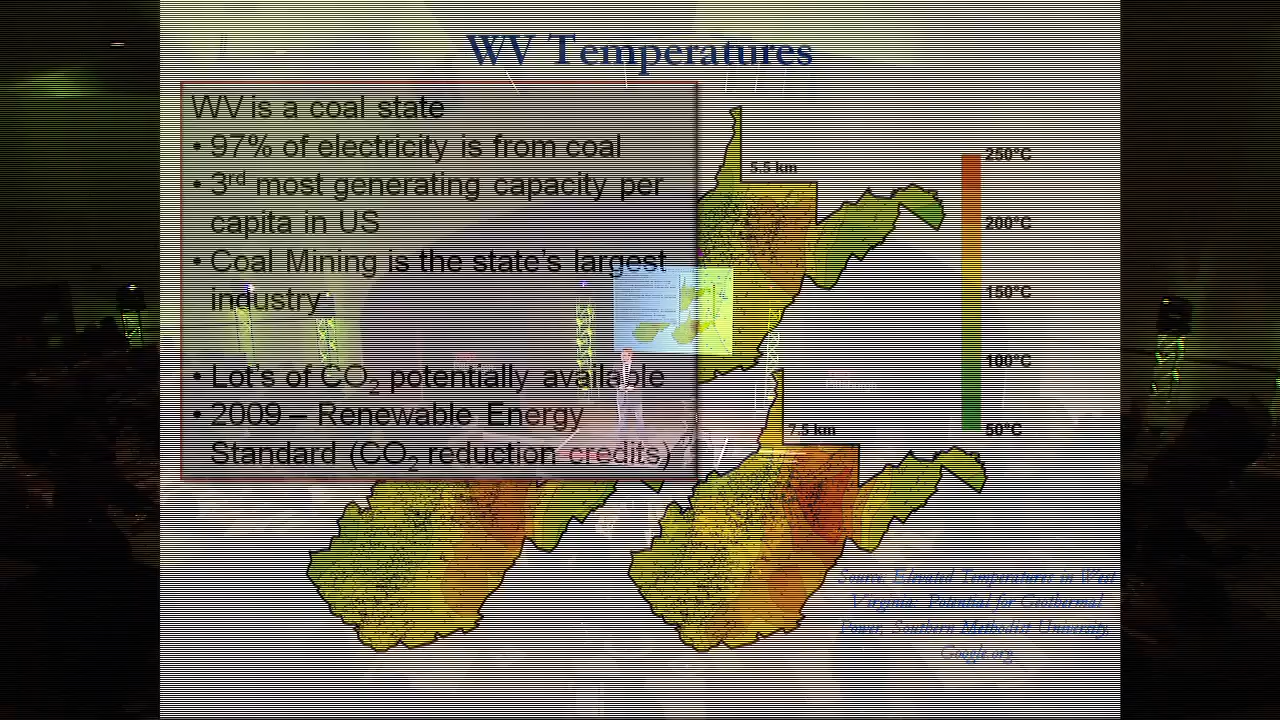 WV Temperatures
WV is a coal state
• 97% of electricity is from coal
• 3rd most generating capacity per
capita in US
• Coal Mining is the state's largest
industry
• Lot's of CO2 potentially available
• 2009 – Renewable Energy
Standard (CO2 reduction credits)
5.5 km
250°C
200°C
150°C
100°C
50°C
7.5 km
Source: Elevated Temperatures in West
Virginia: Potential for Geothermal
Power, Southern Methodist University,
Google.org